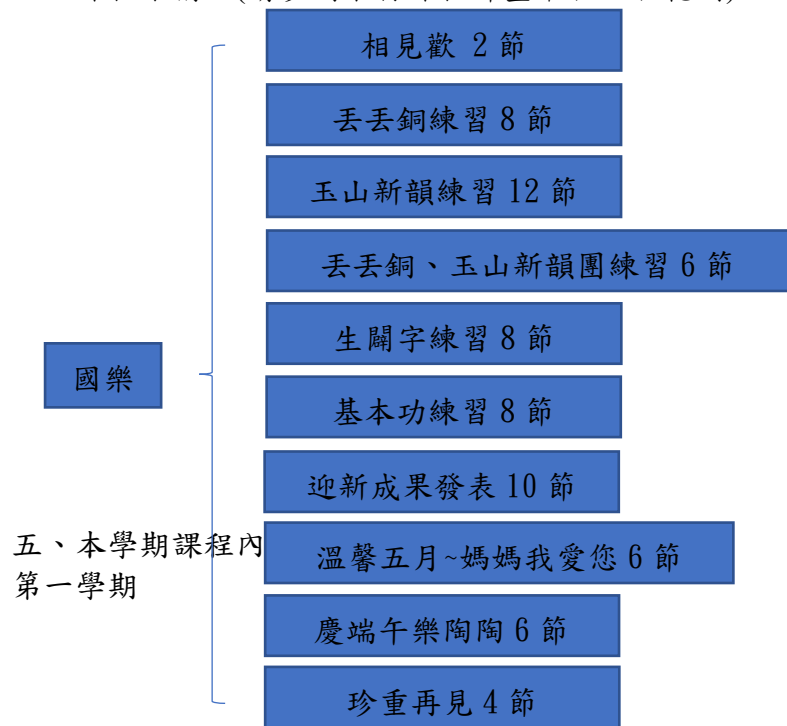 相見歡 2 節
丟丟銅練習 8 節
玉山新韻練習 12 節
丟丟銅、玉山新韻團練習 6 節
生闢字練習 8 節
國樂
基本功練習 8 節
迎新成果發表 10 節
五、本學期課程內
溫馨五月~媽媽我愛您 6 節
第一學期
慶端午樂陶陶 6 節
珍重再見 4 節